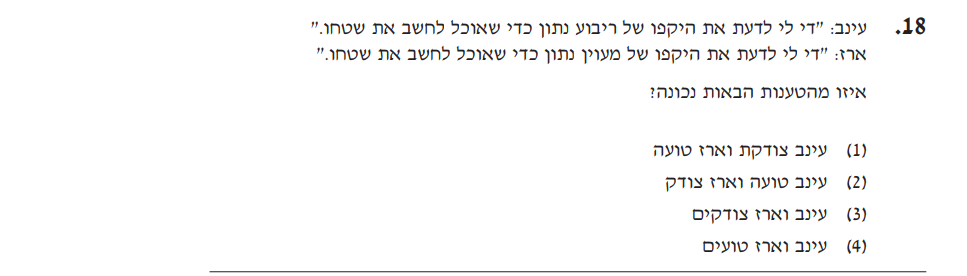 18. עינב: "די לי לדעת את היקפו של ריבוע נתון כדי שאוכל לחשב את שטחו."
ארז: "די לי לדעת את היקפו של מעוין נתון כדי שאוכל לחשב את שטחו."
איזו מהטענות הבאות נכונה?
(1) עינב צודקת וארז טועה
(2) עינב טועה וארז צודק
(3) עינב וארז צודקים
(4) עינב וארז טועים